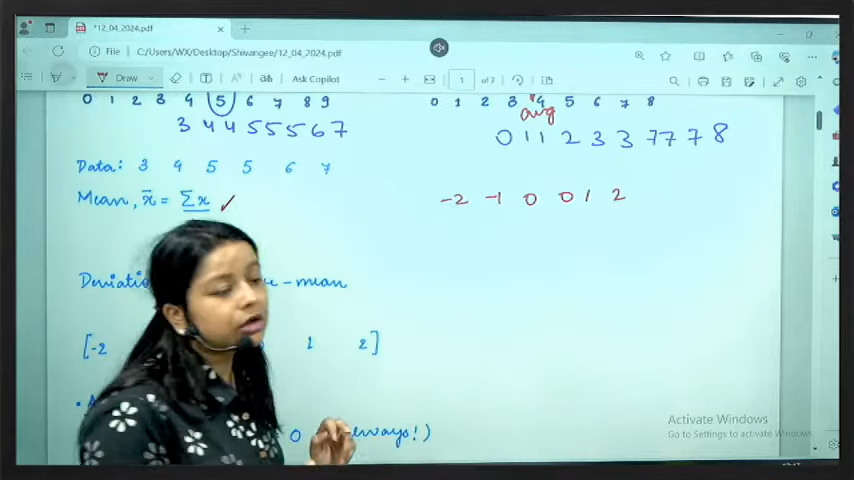 *12_04_2024.pdf
File C:/Users/WX/Desktop/Shivangee/12_04_2024.pdf
Draw Ask Copilot 1 of 7
0 1 2 3 4 5 6 7 8 9
3 4 4 5 5 5 6 7
Data: 3 4 5 5 6 7
Mean, x̄ = Σx
Deviatio - mean
[-2 1 2]
0 always!)
0 1 2 3 4 5 6 7 8
avg
0 1 1 2 3 3 7 7 7 8
-2 -1 0 0 1 2
Activate Windows
Go to Settings to activate Windows.